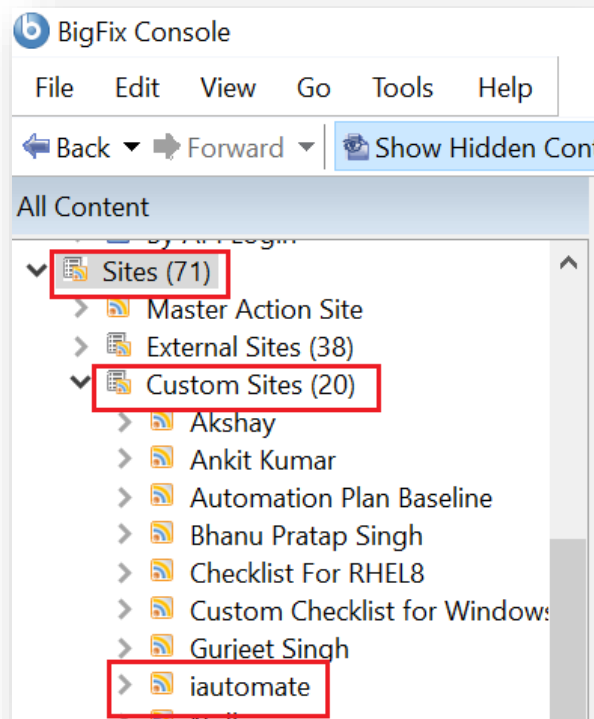 BigFix Console
File Edit View Go Tools Help
Back Forward Show Hidden Con
All Content
Sites (71)
Master Action Site
External Sites (38)
Custom Sites (20)
Akshay
Ankit Kumar
Automation Plan Baseline
Bhanu Pratap Singh
Checklist For RHEL8
Custom Checklist for Windows
Gurjeet Singh
iautomate